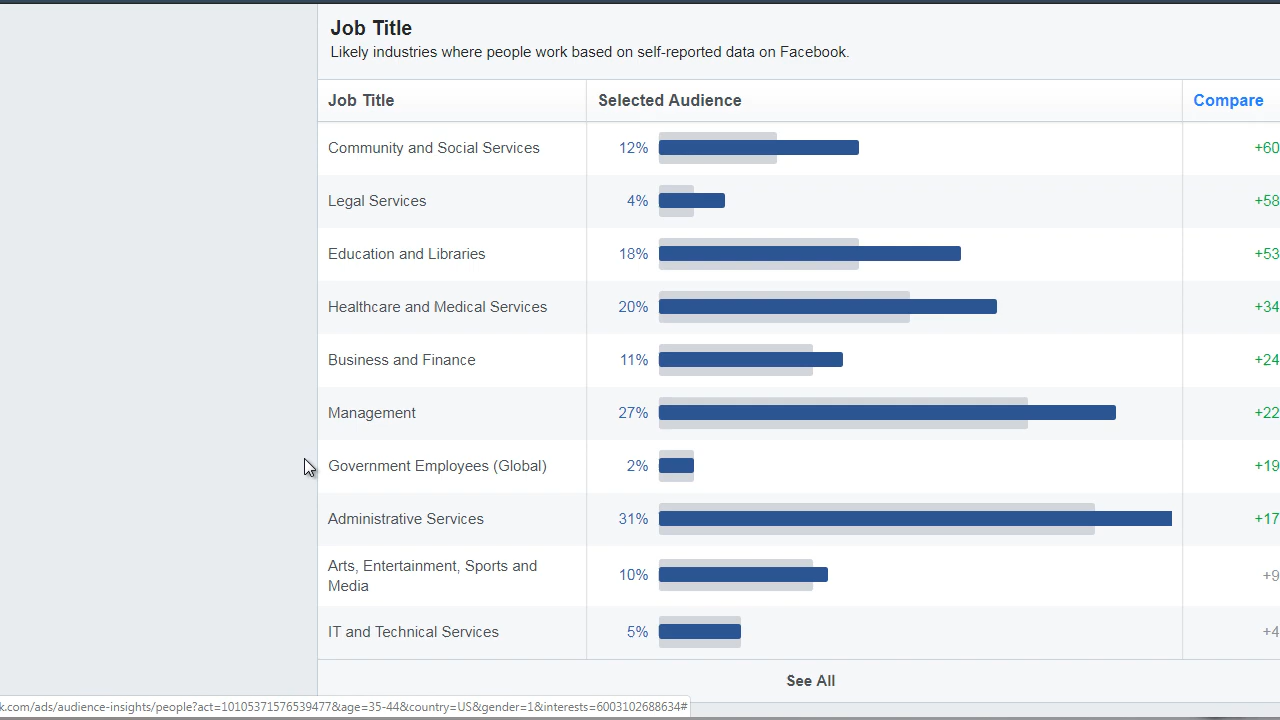 Job Title
Likely industries where people work based on self-reported data on Facebook.
Job Title Selected Audience Compare
Community and Social Services 12% +60
Legal Services 4% +58
Education and Libraries 18% +53
Healthcare and Medical Services 20% +34
Business and Finance 11% +24
Management 27% +22
Government Employees (Global) 2% +19
Administrative Services 31% +17
Arts, Entertainment, Sports and
Media 10% +9
IT and Technical Services 5% +4
See All
k.com/ads/audience-insights/people?act=10105371576539477&age=35-44&country=US&gender=1&interests=6003102688634#